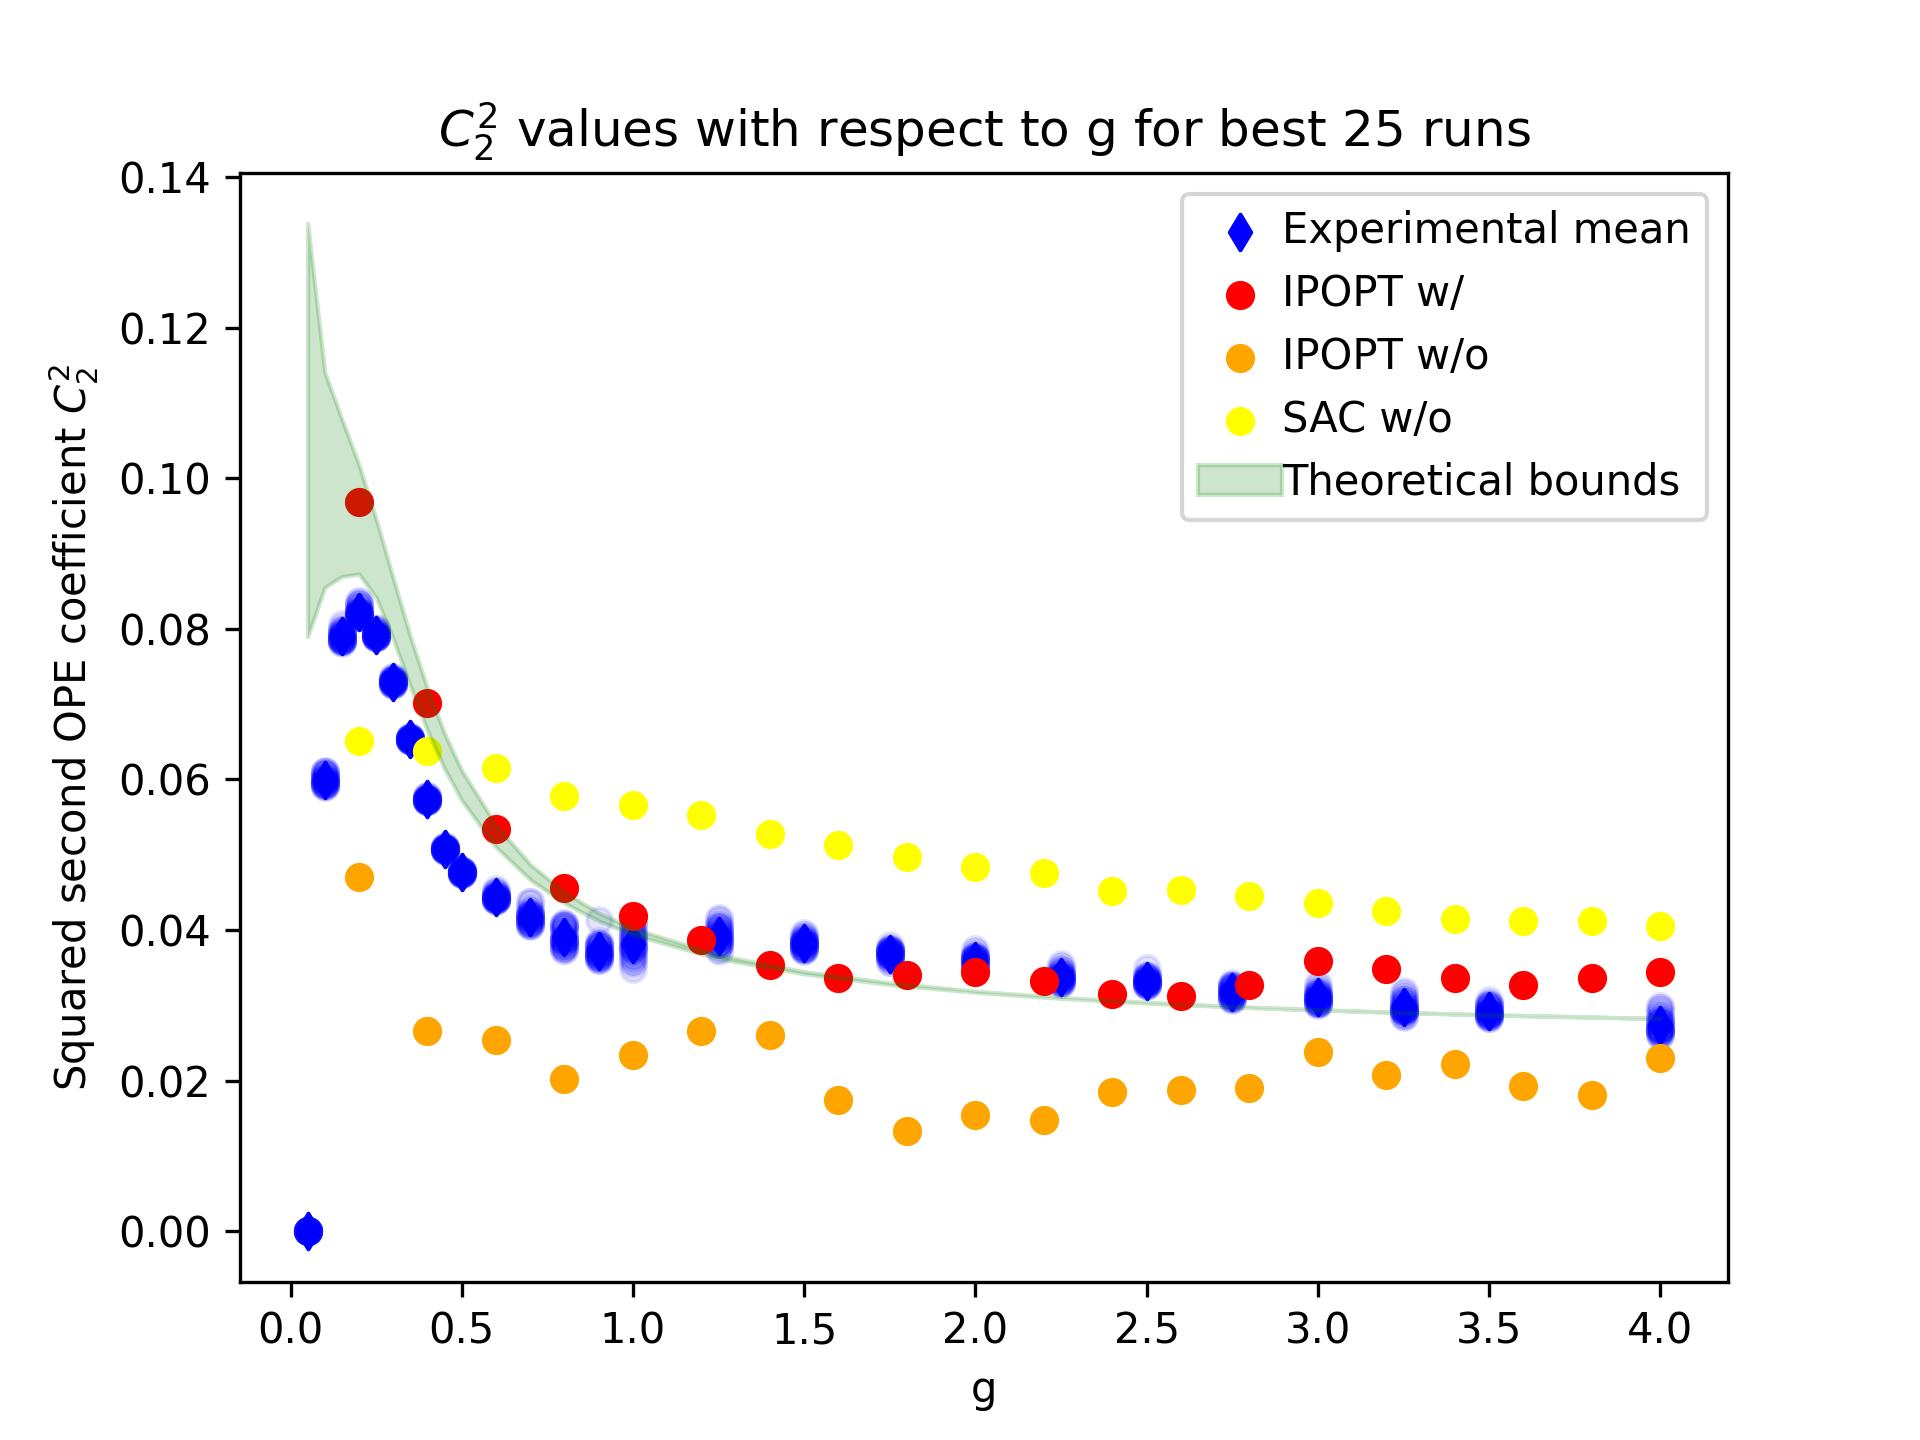 $C_2^2$ values with respect to g for best 25 runs
Squared second OPE coefficient $C_2^2$
0.14
0.12
0.10
0.08
0.06
0.04
0.02
0.00
Experimental mean
IPOPT w/
IPOPT w/o
SAC w/o
Theoretical bounds
0.0 0.5 1.0 1.5 2.0 2.5 3.0 3.5 4.0
g